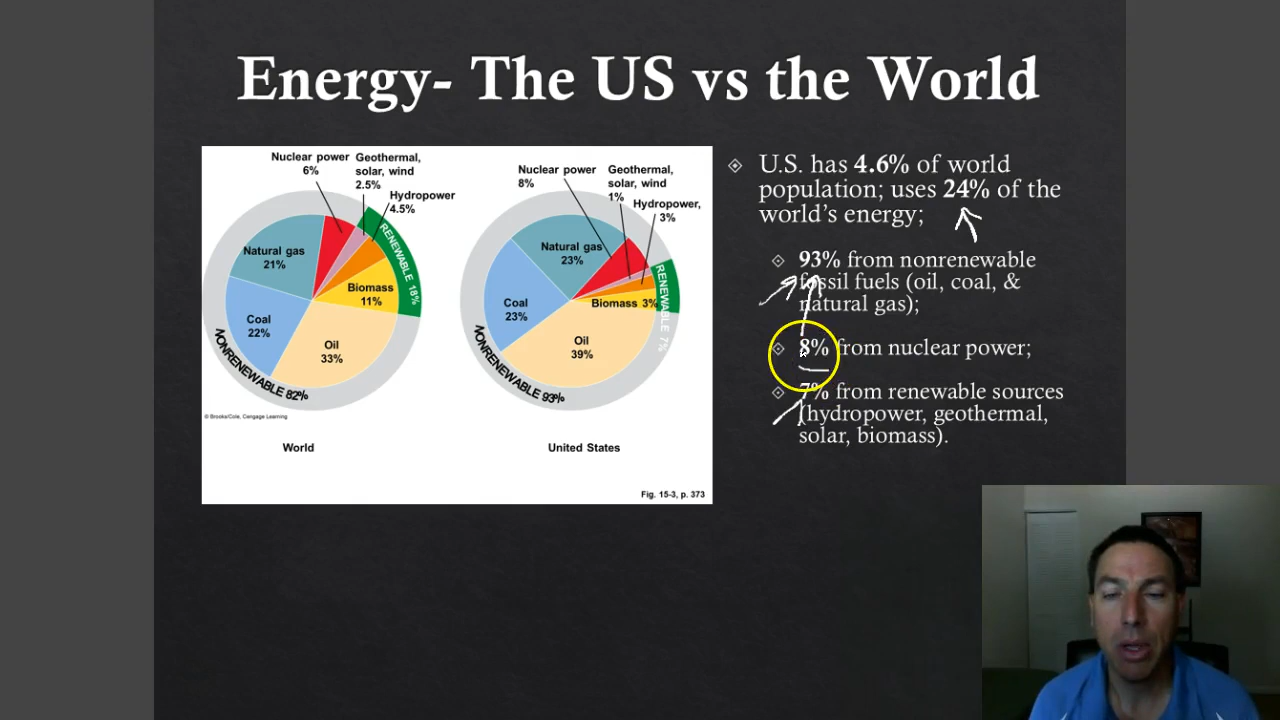 Energy- The US vs the World
Nuclear power
6%
Geothermal,
solar, wind
2.5%
Hydropower
4.5%
RENEWABLE 18%
Natural gas
21%
Biomass
11%
Coal
22%
Oil
33%
NONRENEWABLE 82%
© Brooks/Cole, Cengage Learning
World
Nuclear power
8%
Geothermal,
solar, wind
1%
Hydropower,
3%
RENEWABLE 7%
Natural gas
23%
Biomass 3%
Coal
23%
Oil
39%
NONRENEWABLE 93%
United States
Fig. 15-3, p. 373
U.S. has 4.6% of world
population; uses 24% of the
world's energy;
93% from nonrenewable
fossil fuels (oil, coal, &
natural gas);
8% from nuclear power;
7% from renewable sources
(hydropower, geothermal,
solar, biomass).